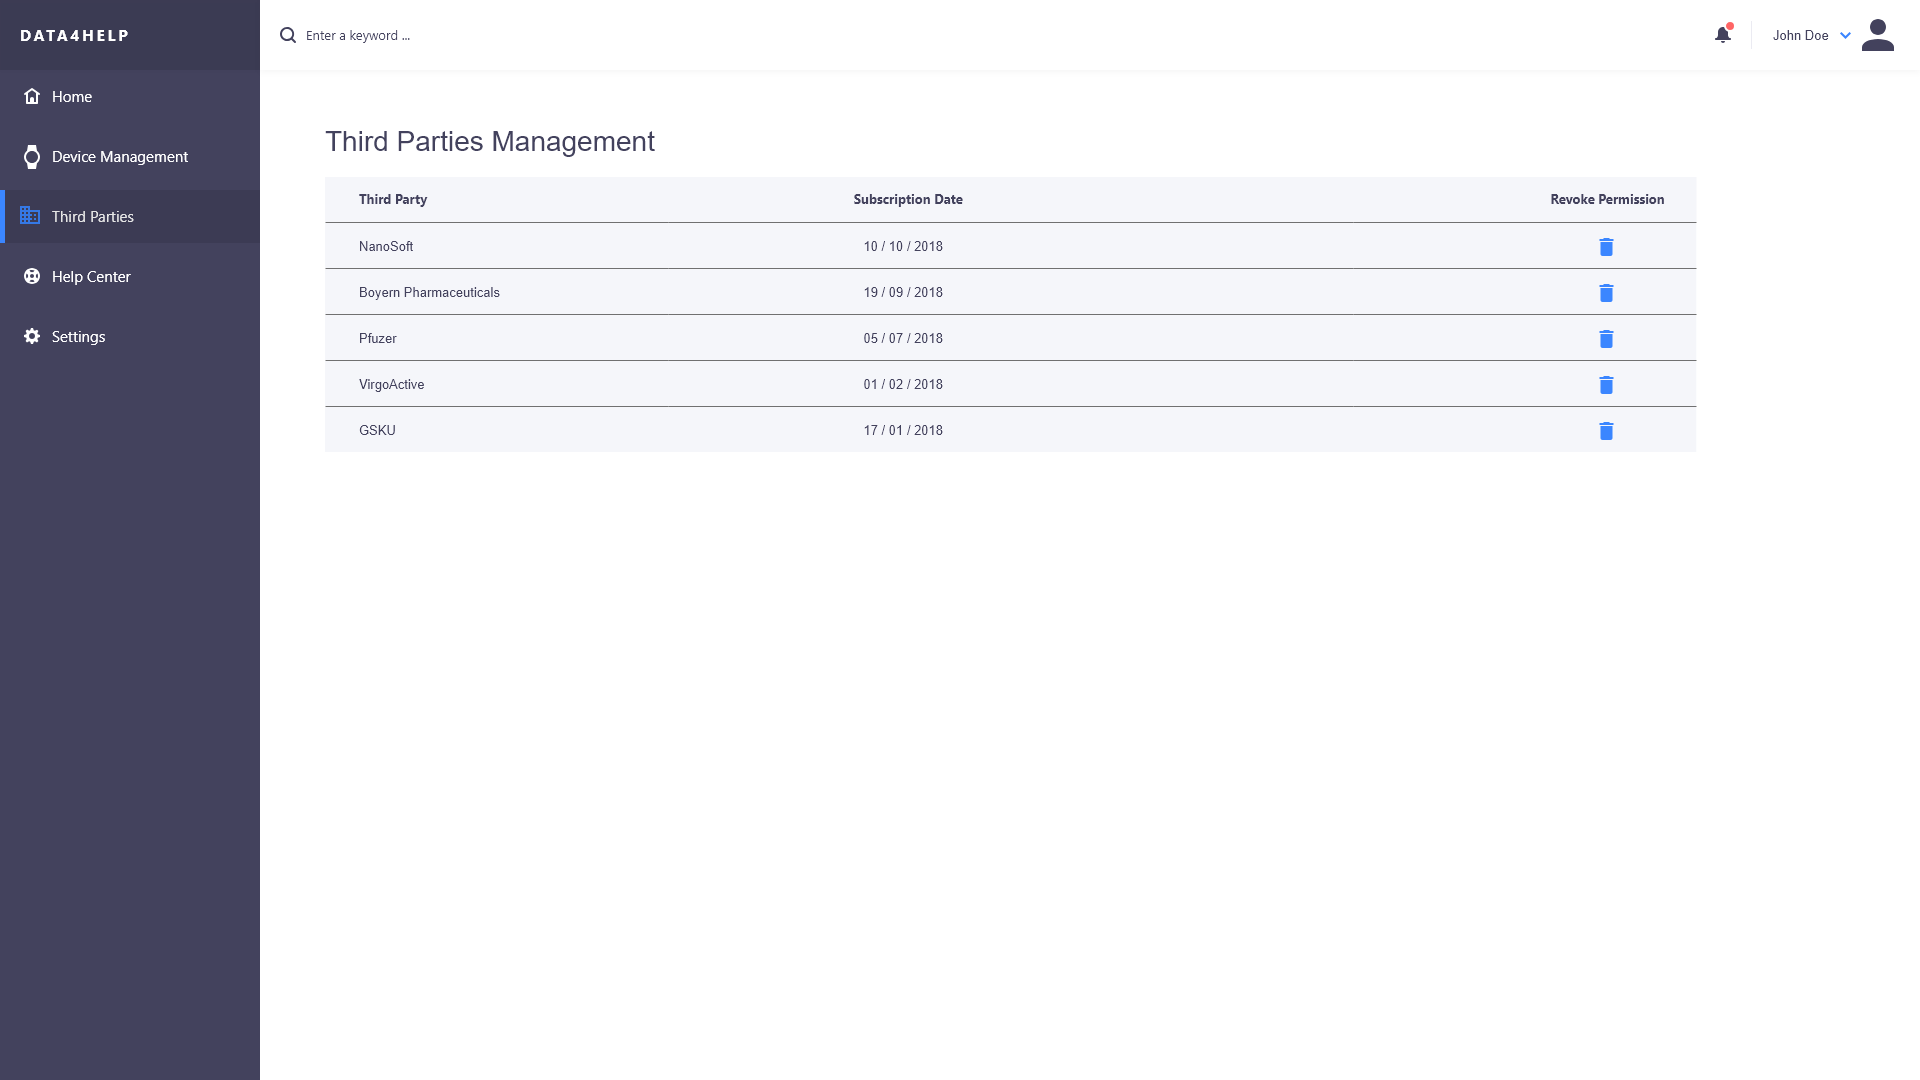 DATA4HELP
Enter a keyword ...
John Doe
Home
Device Management
Third Parties
Help Center
Settings
Third Parties Management
Third Party Subscription Date Revoke Permission
NanoSoft 10 / 10 / 2018
Boyern Pharmaceuticals 19 / 09 / 2018
Pfuzer 05 / 07 / 2018
VirgoActive 01 / 02 / 2018
GSKU 17 / 01 / 2018